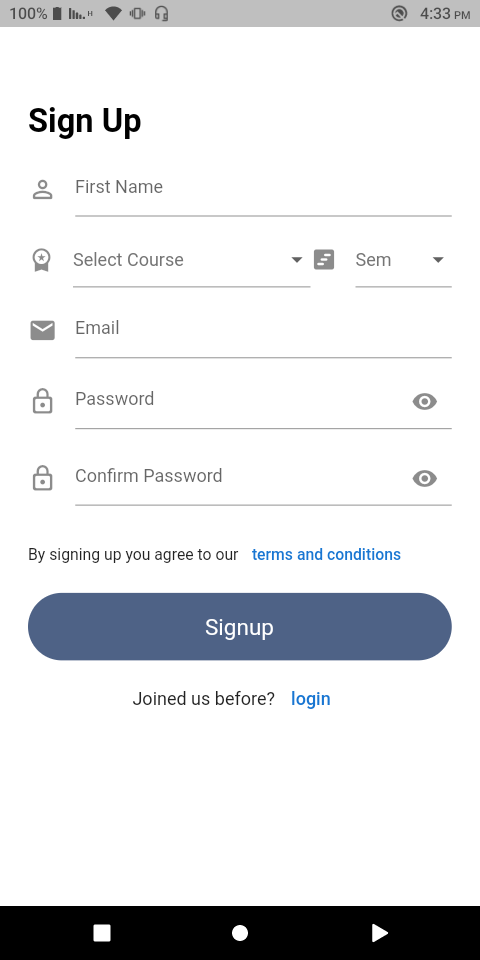 100% H 4:33 PM
Sign Up
First Name
Select Course Sem
Email
Password
Confirm Password
By signing up you agree to our terms and conditions
Signup
Joined us before? login